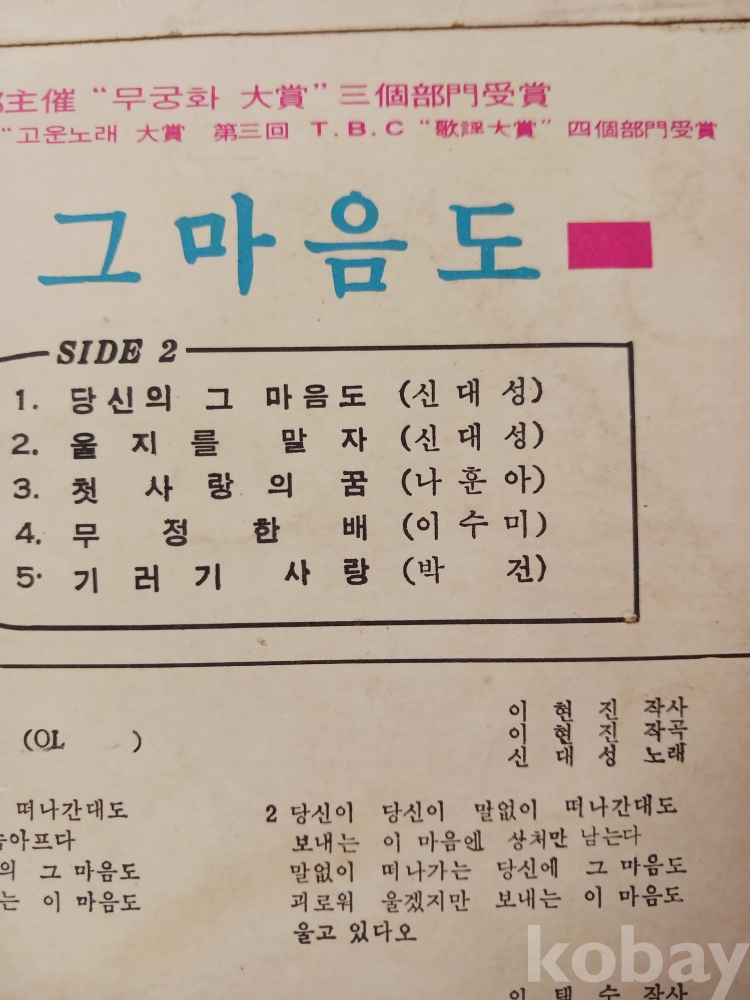 主催 “무궁화 大賞” 三個部門受賞
“고운노래 大賞 第三回 T.B.C “歌謠大賞” 四個部門受賞
그마음도
SIDE 2
1. 당신의 그 마음도 (신대성)
2. 울지를 말자 (신대성)
3. 첫사랑의 꿈 (나훈아)
4. 무정한 배 (이수미)
5. 기러기 사랑 (박건)
이현진 작사
(OL ) 이현진 작곡
신대성 노래
떠나간대도
아프다
의 그 마음도
는 이 마음도
2 당신이 당신이 말없이 떠나간대도
보내는 이 마음엔 상처만 남는다
말없이 떠나가는 당신에 그 마음도
괴로워 울겠지만 보내는 이 마음도
울고 있다오
kobay
이택수 작사